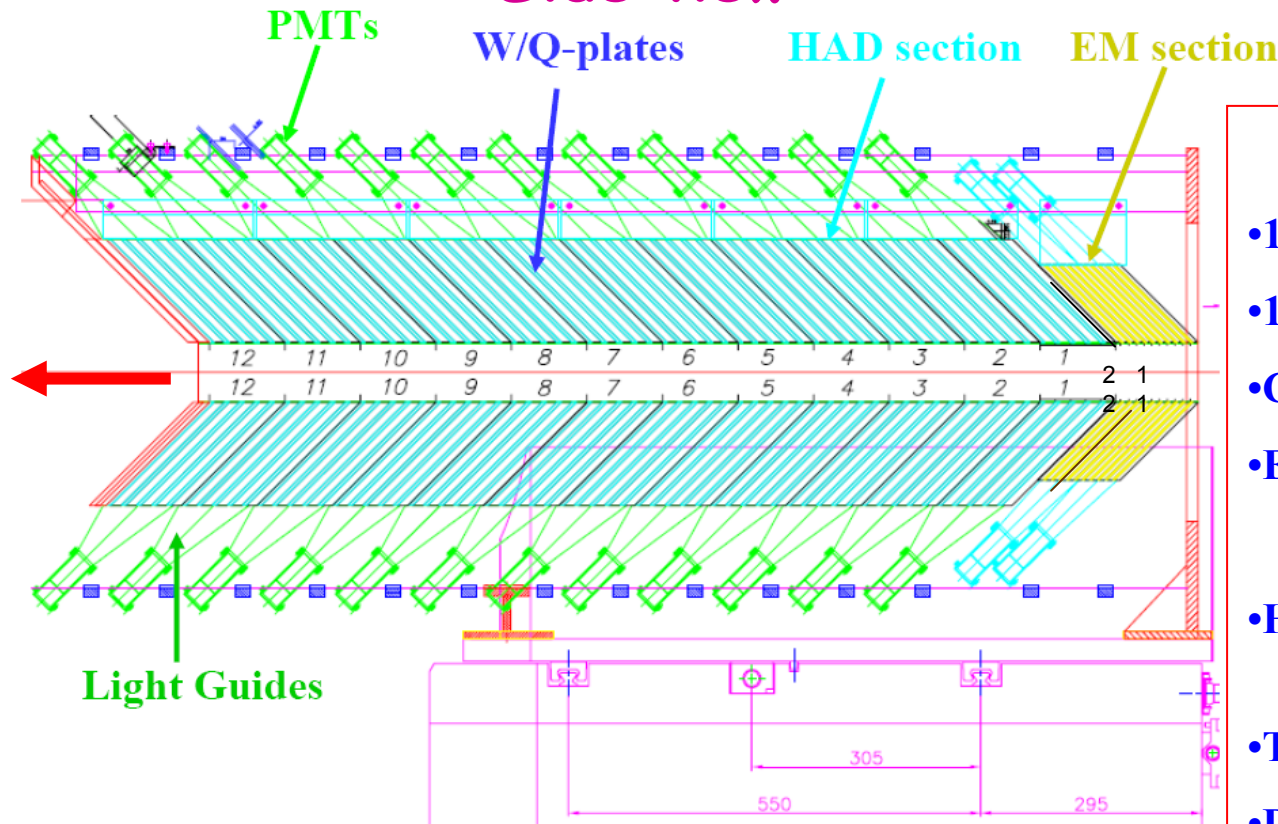 PMTs
W/Q-plates
HAD section
EM section
12 11 10 9 8 7 6 5 4 3 2 1 2 1
12 11 10 9 8 7 6 5 4 3 2 1 2 1
Light Guides
305
550 295